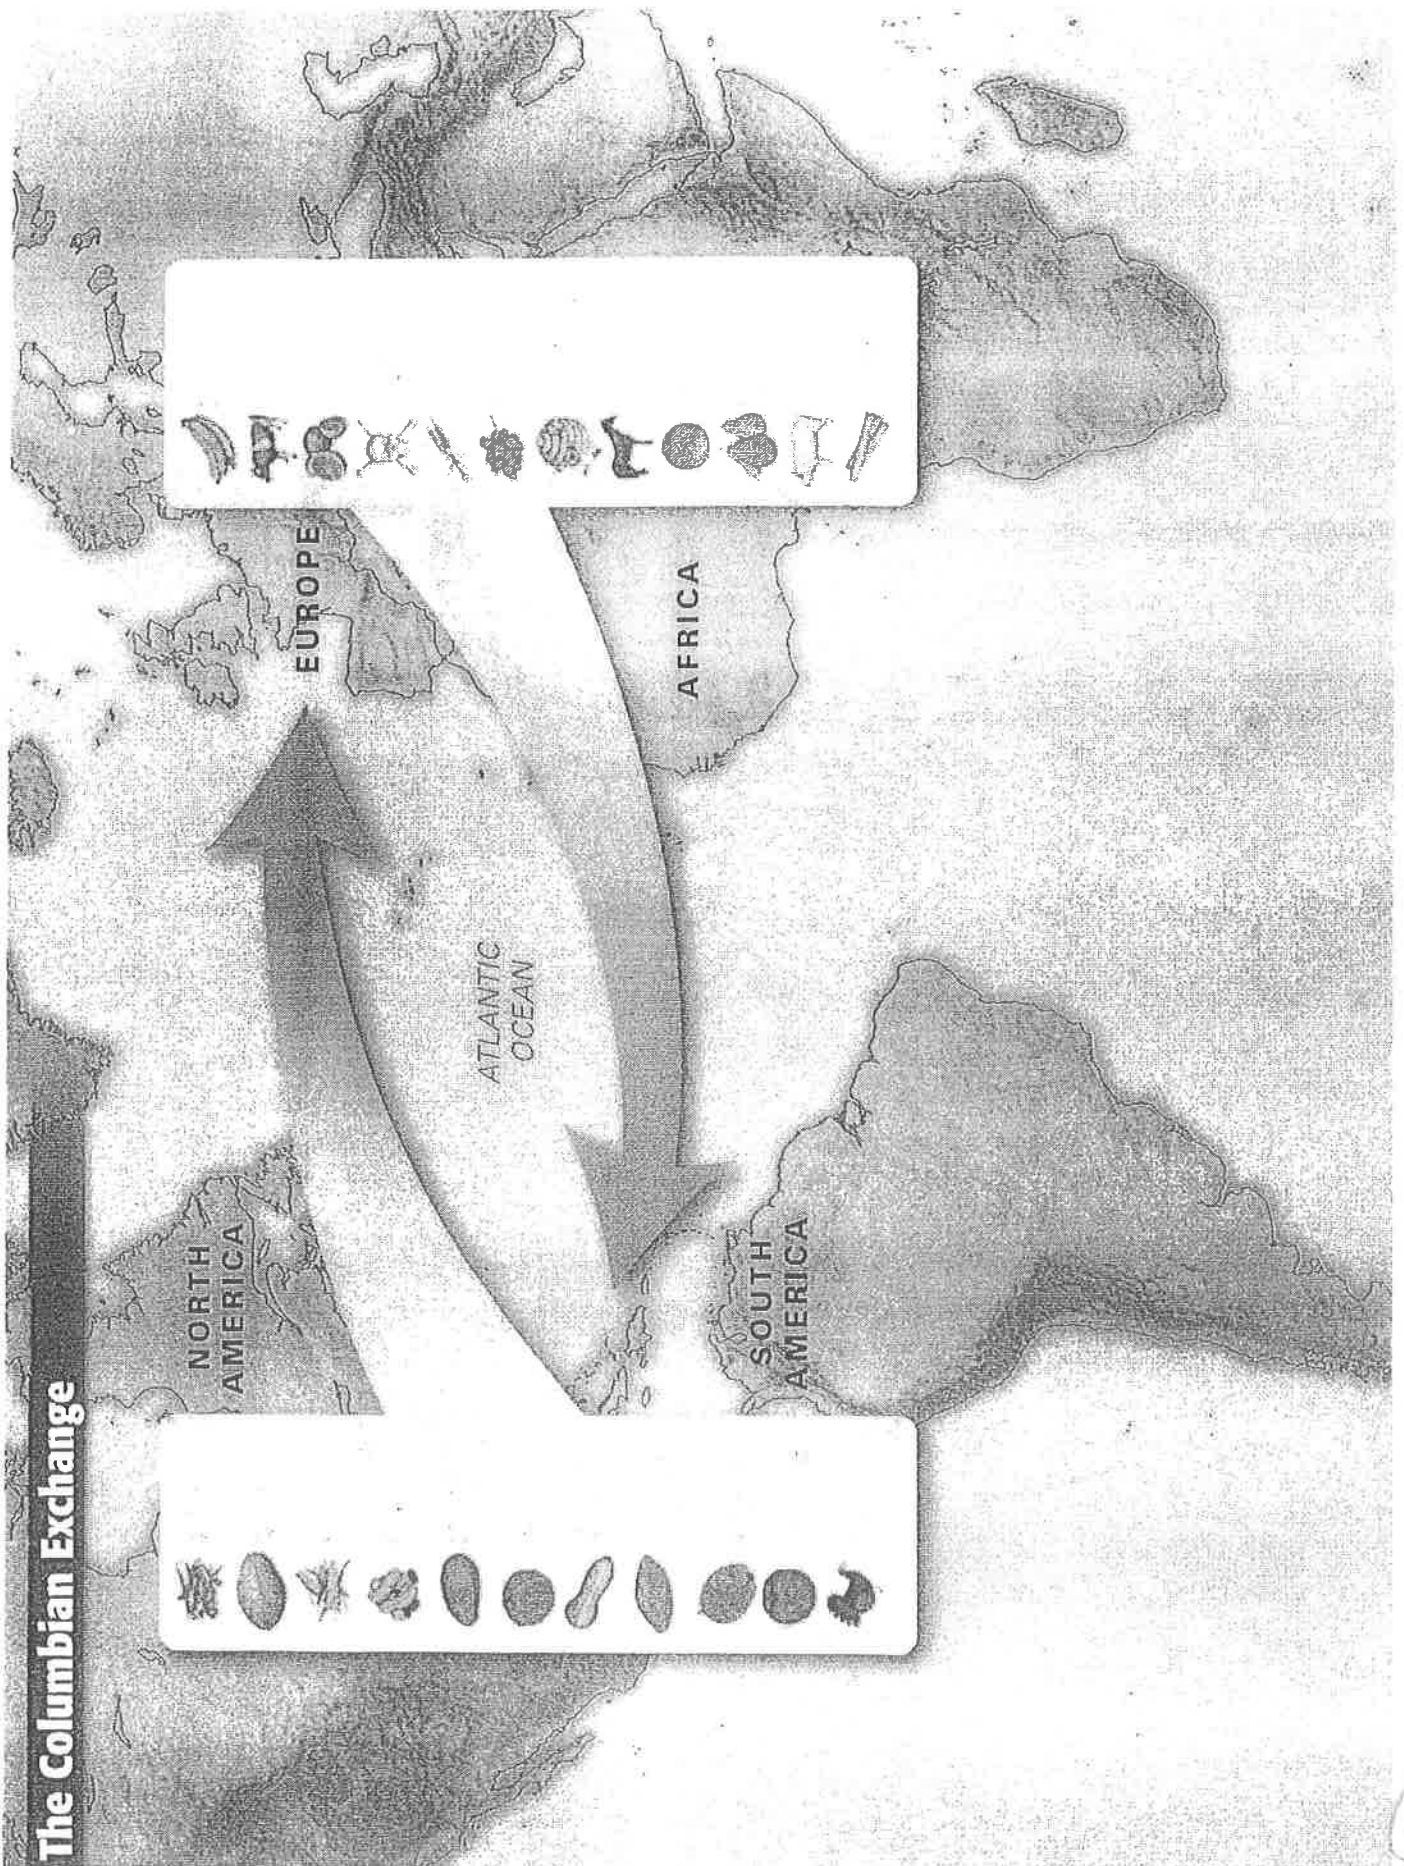 The Columbian Exchange
NORTH
AMERICA
EUROPE
ATLANTIC
OCEAN
AFRICA
SOUTH
AMERICA